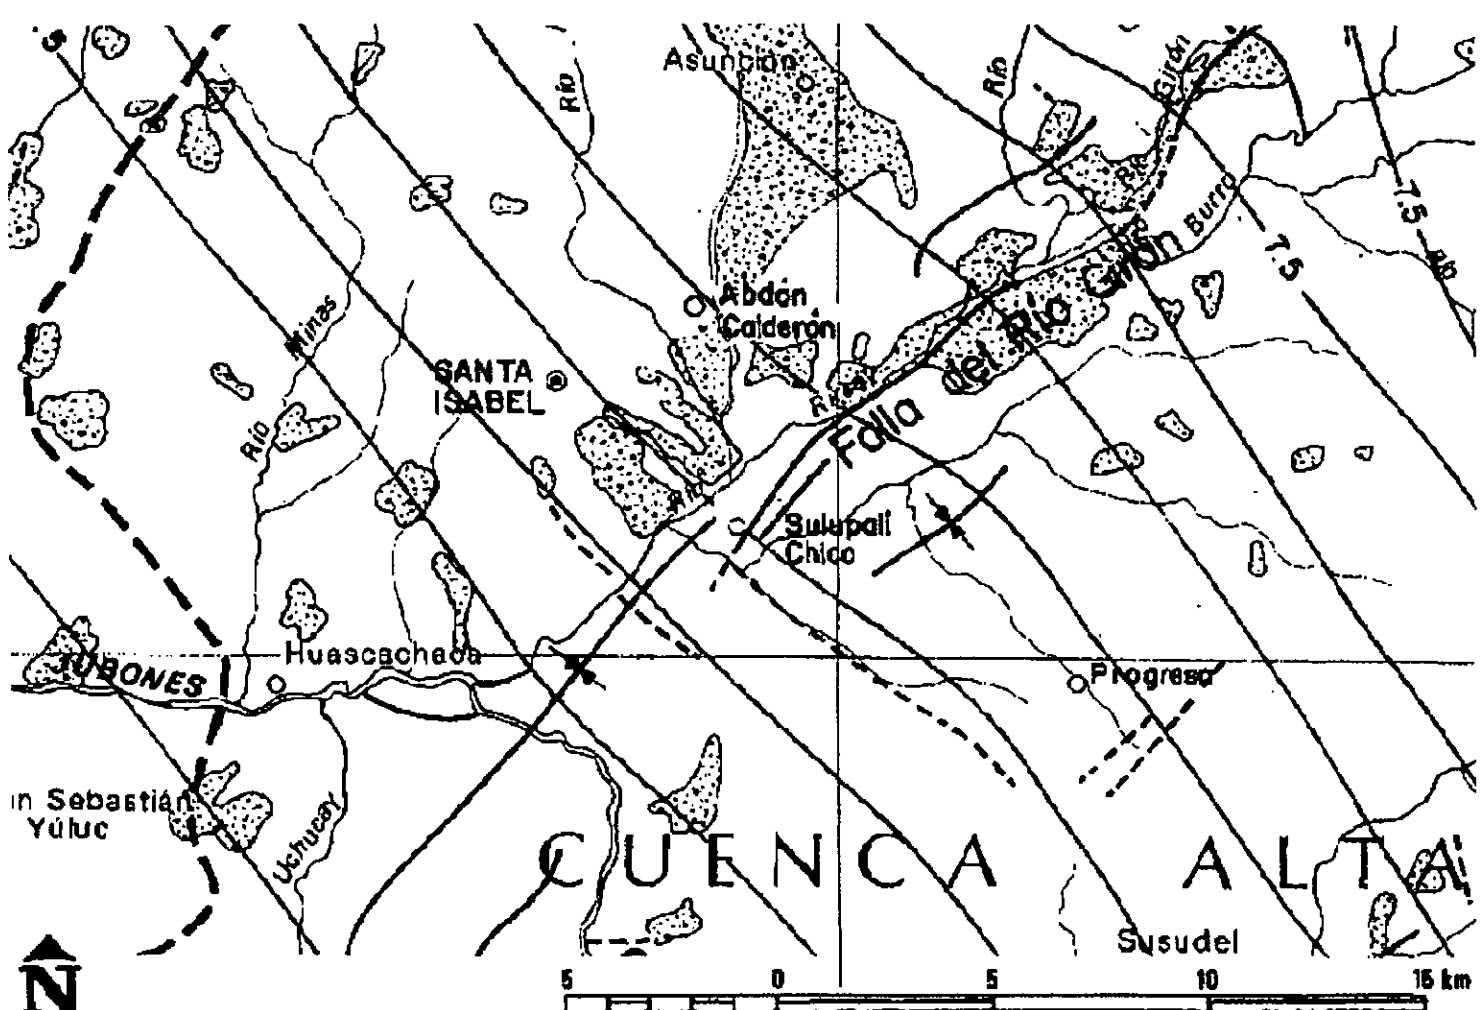 .5
Asunción
Río
Río
Girón
Río
Burro
7.5
7.5
Río
Abdón
Calderón
Minas
Río
SANTA
ISABEL
Falla del Río Girón
Río
Sulupali
Chico
Huascachaca
JUBONES
Progreso
n Sebastián
Yúluc
Uchucay
CUENCA ALTA
Susudel
N
5 0 5 10 15 km